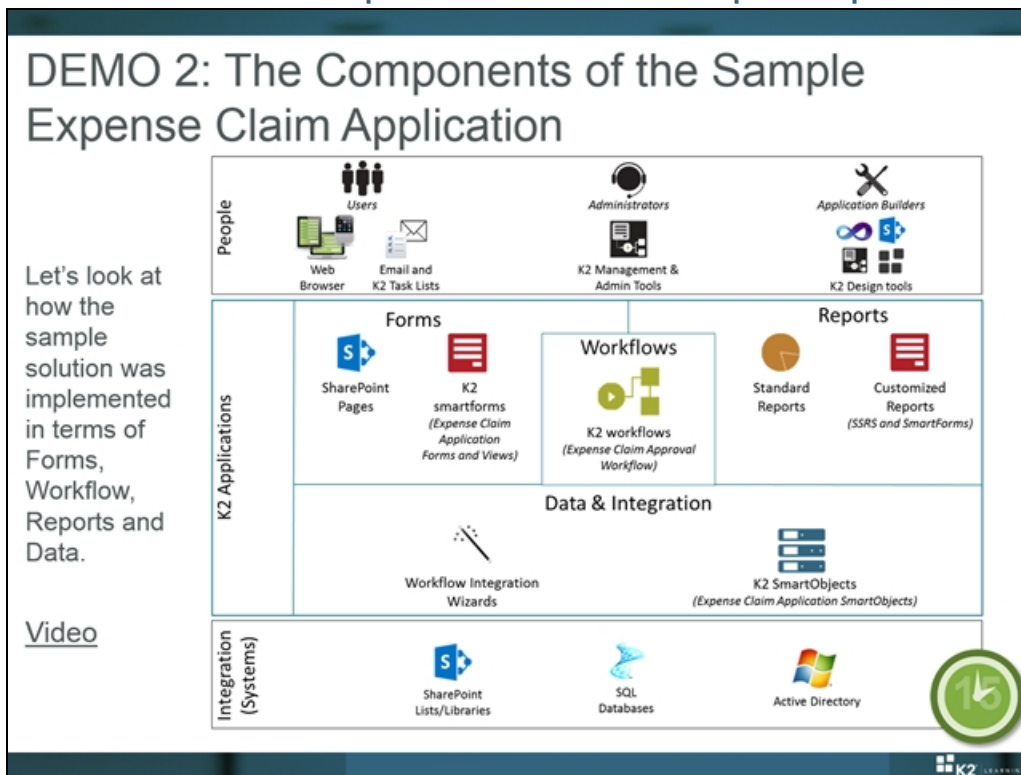 DEMO 2: The Components of the Sample
Expense Claim Application
Let's look at
how the
sample
solution was
implemented
in terms of
Forms,
Workflow,
Reports and
Data.
Video
People
Users
Administrators
Application Builders
Web
Browser
Email and
K2 Task Lists
K2 Management &
Admin Tools
K2 Design tools
K2 Applications
Forms
Workflows
Reports
SharePoint
Pages
K2
smartforms
(Expense Claim
Application
Forms and Views)
K2 workflows
(Expense Claim Approval
Workflow)
Standard
Reports
Customized
Reports
(SSRS and SmartForms)
Data & Integration
Workflow Integration
Wizards
K2 SmartObjects
(Expense Claim Application SmartObjects)
Integration
(Systems)
SharePoint
Lists/Libraries
SQL
Databases
Active Directory
15
K2 LEARNING